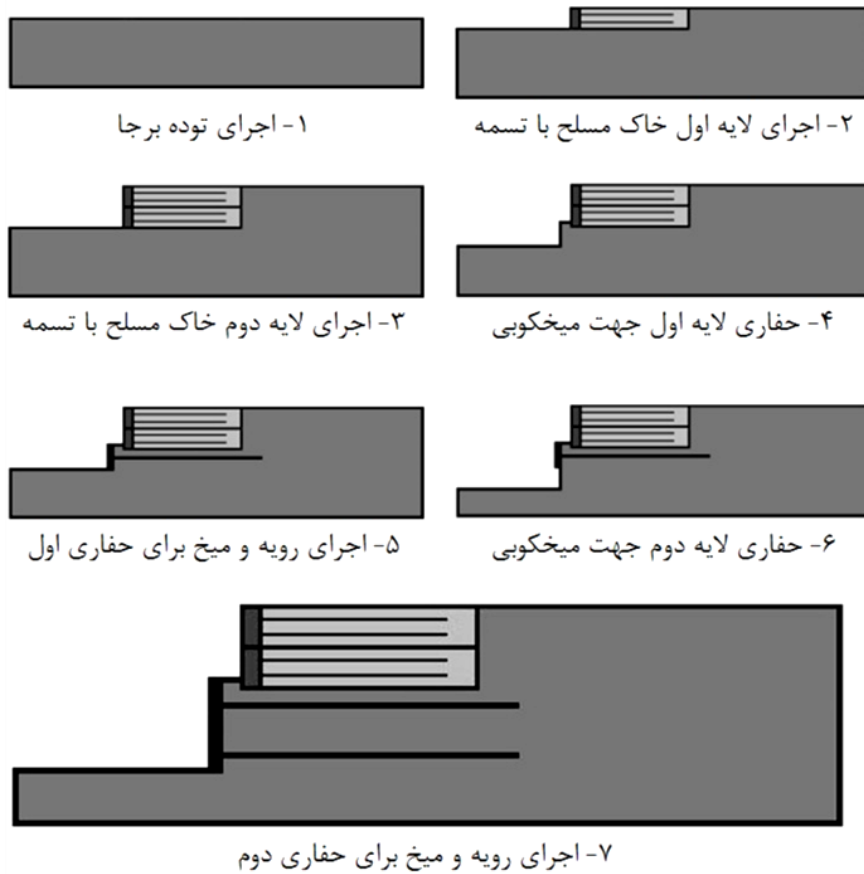 ۱- اجرای توده برجا
۲- اجرای لایه اول خاک مسلح با تسمه
۳- اجرای لایه دوم خاک مسلح با تسمه
۴- حفاری لایه اول جهت میخکوبی
۵- اجرای رویه و میخ برای حفاری اول
۶- حفاری لایه دوم جهت میخکوبی
۷- اجرای رویه و میخ برای حفاری دوم